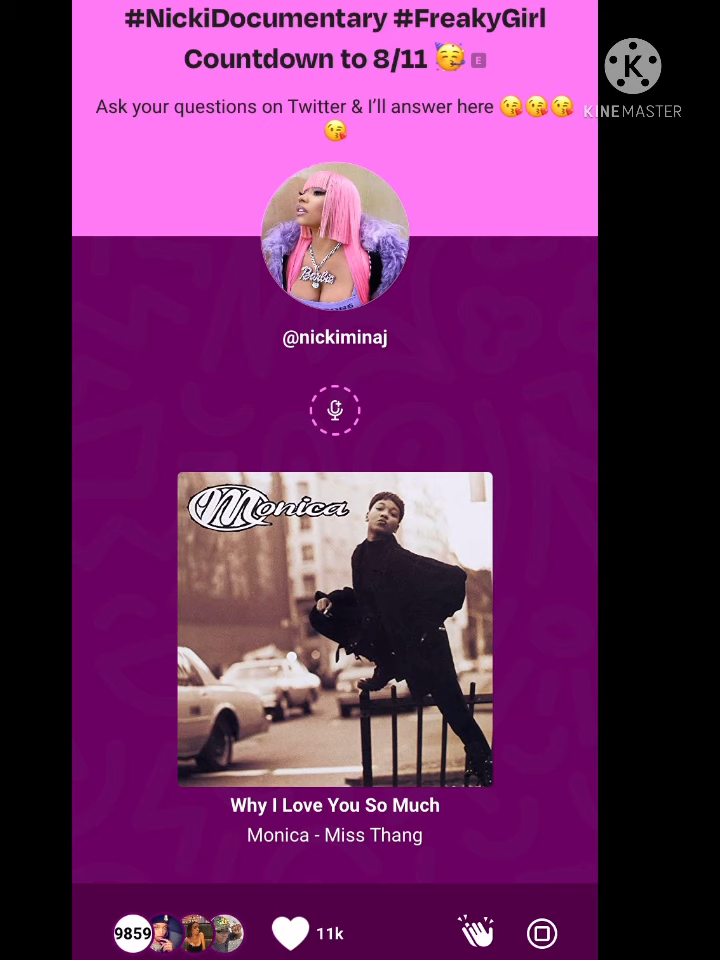 #NickiDocumentary #FreakyGirl
Countdown to 8/11 🥳 E
Ask your questions on Twitter & I'll answer here 😘😘😘
😘
K
KINEMASTER
Barbie
@nickiminaj
Monica
Why I Love You So Much
Monica - Miss Thang
9859
11k